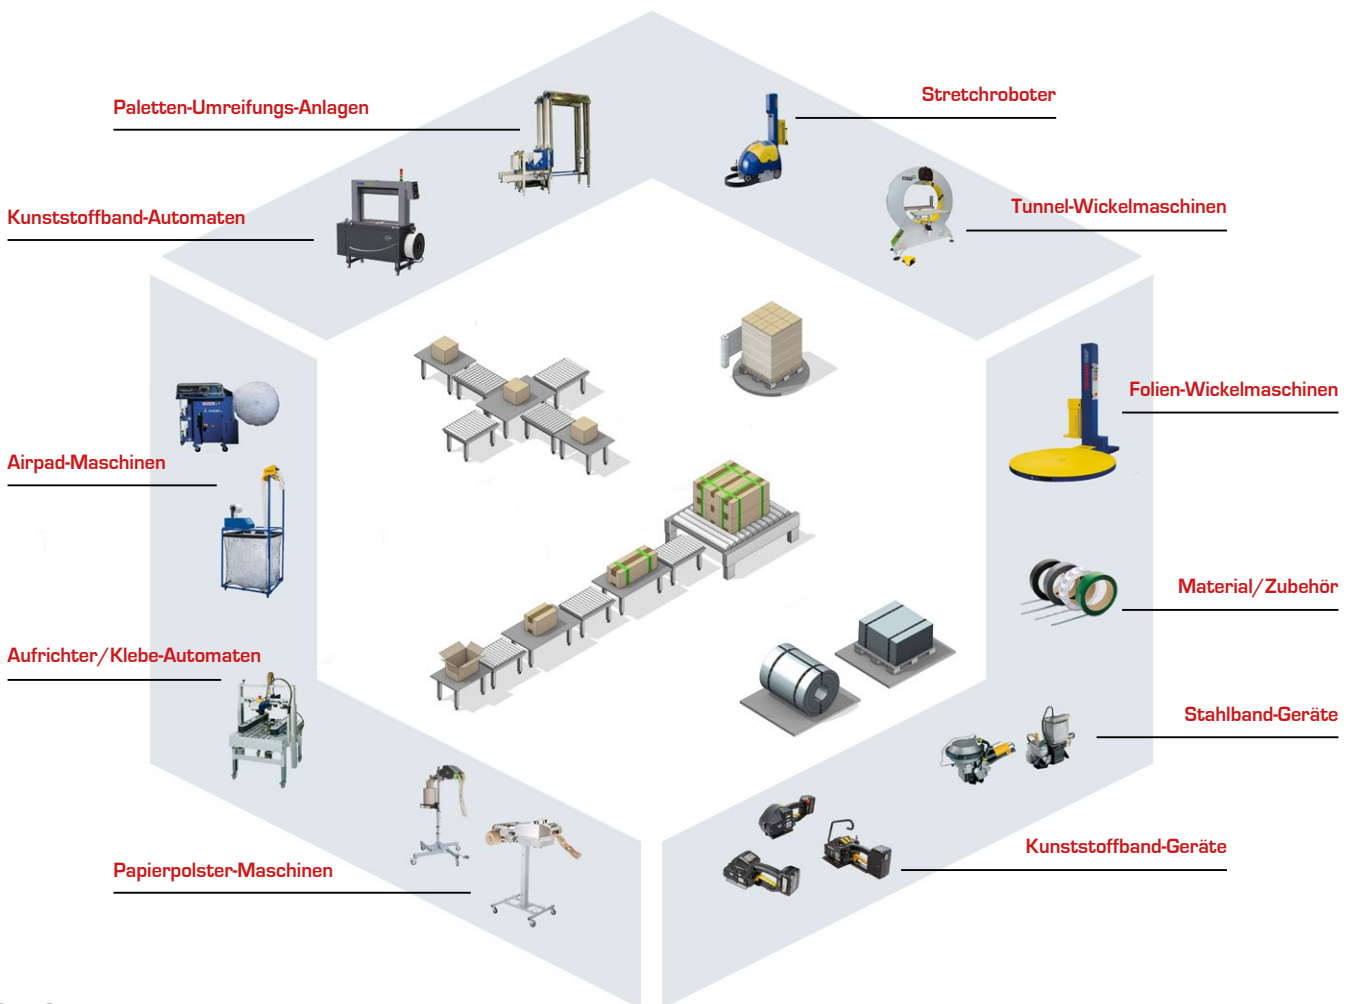 Stretchroboter
Paletten-Umreifungs-Anlagen
Tunnel-Wickelmaschinen
Kunststoffband-Automaten
Folien-Wickelmaschinen
Airpad-Maschinen
Material/Zubehör
Aufrichter/Klebe-Automaten
Stahlband-Geräte
Kunststoffband-Geräte
Papierpolster-Maschinen